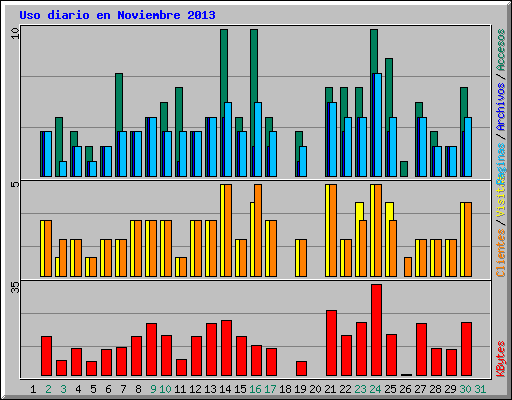 Uso diario en Noviembre 2013
10
5
35
Clientes / Visitas
Paginas / Archivos / Accesos
KBytes
1 2 3 4 5 6 7 8 9 10 11 12 13 14 15 16 17 18 19 20 21 22 23 24 25 26 27 28 29 30 31